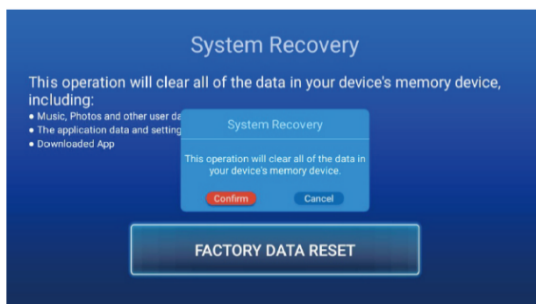 System Recovery
This operation will clear all of the data in your device's memory device,
including:
• Music, Photos and other user da
• The application data and setting
• Downloaded App
System Recovery
This operation will clear all of the data in
your device's memory device.
Confirm Cancel
FACTORY DATA RESET